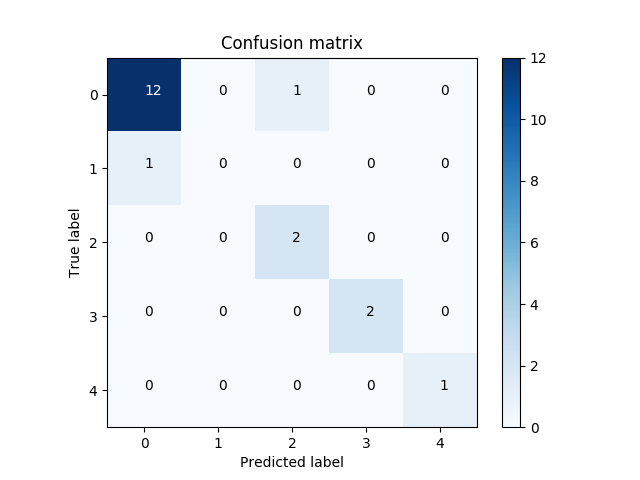 Confusion matrix
True label
0 12 0 1 0 0
1 1 0 0 0 0
2 0 0 2 0 0
3 0 0 0 2 0
4 0 0 0 0 1
0 1 2 3 4
Predicted label
12
10
8
6
4
2
0